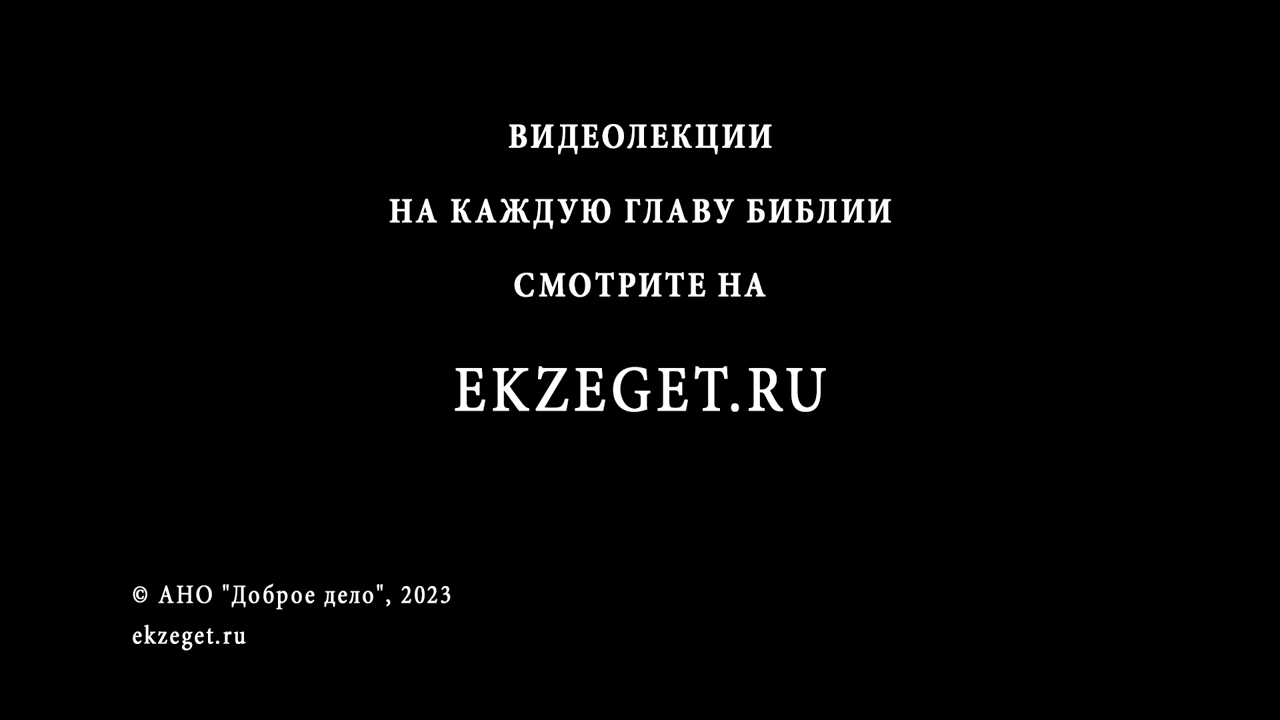 ВИДЕОЛЕКЦИИ
НА КАЖДУЮ ГЛАВУ БИБЛИИ
СМОТРИТЕ НА
EKZEGET.RU
© АНО "Доброе дело", 2023
ekzeget.ru